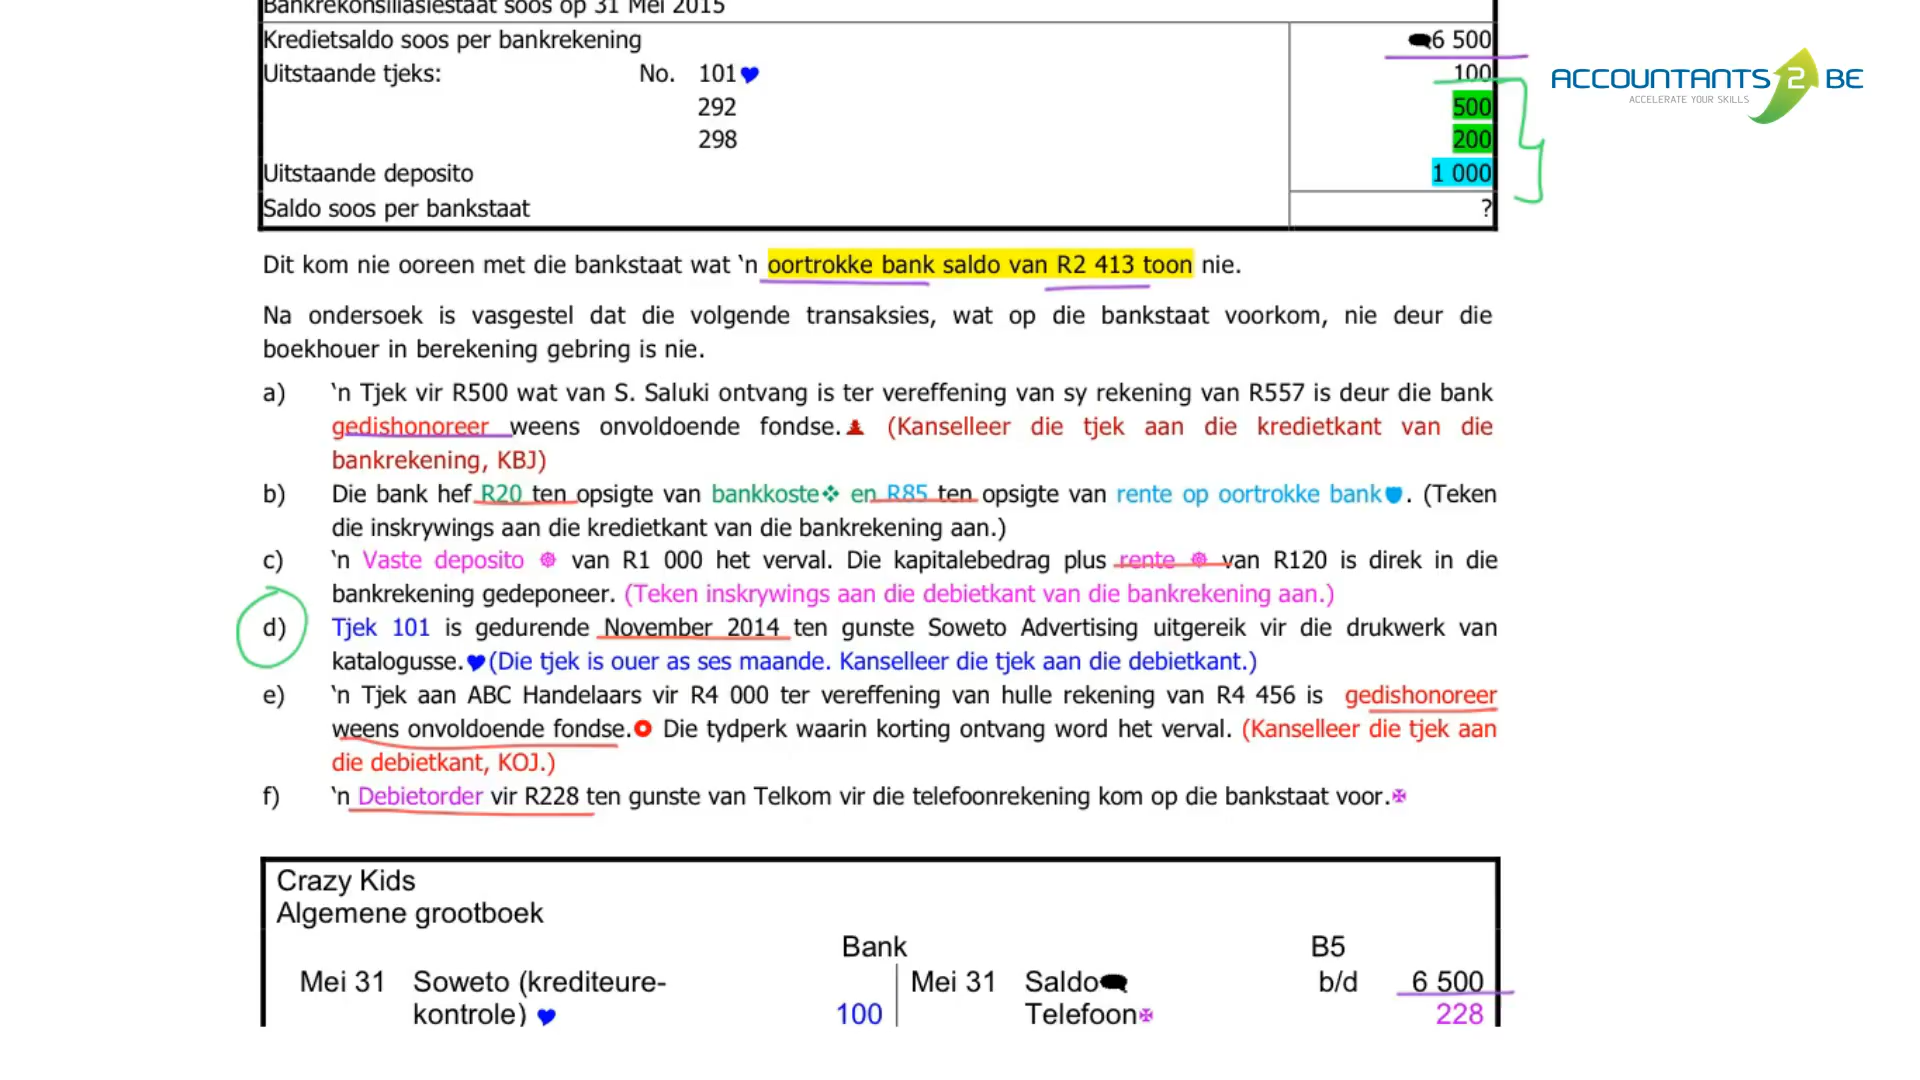 Bankrekonsiliasiestaat soos op 31 Mei 2015
Kredietsaldo soos per bankrekening 6 500
Uitstaande tjeks: No. 101 100
292 500
298 200
Uitstaande deposito 1 000
Saldo soos per bankstaat ?
ACCOUNTANTS 2 BE
ACCELERATE YOUR SKILLS
Dit kom nie ooreen met die bankstaat wat ‘n oortrokke bank saldo van R2 413 toon nie.
Na ondersoek is vasgestel dat die volgende transaksies, wat op die bankstaat voorkom, nie deur die
boekhouer in berekening gebring is nie.
a) ‘n Tjek vir R500 wat van S. Saluki ontvang is ter vereffening van sy rekening van R557 is deur die bank
gedishonoreer weens onvoldoende fondse. (Kanselleer die tjek aan die kredietkant van die
bankrekening, KBJ)
b) Die bank hef R20 ten opsigte van bankkoste en R85 ten opsigte van rente op oortrokke bank. (Teken
die inskrywings aan die kredietkant van die bankrekening aan.)
c) ‘n Vaste deposito van R1 000 het verval. Die kapitalebedrag plus rente van R120 is direk in die
bankrekening gedeponeer. (Teken inskrywings aan die debietkant van die bankrekening aan.)
d) Tjek 101 is gedurende November 2014 ten gunste Soweto Advertising uitgereik vir die drukwerk van
katalogusse. (Die tjek is ouer as ses maande. Kanselleer die tjek aan die debietkant.)
e) ‘n Tjek aan ABC Handelaars vir R4 000 ter vereffening van hulle rekening van R4 456 is gedishonoreer
weens onvoldoende fondse. Die tydperk waarin korting ontvang word het verval. (Kanselleer die tjek aan
die debietkant, KOJ.)
f) ‘n Debietorder vir R228 ten gunste van Telkom vir die telefoonrekening kom op die bankstaat voor.
Crazy Kids
Algemene grootboek
Bank B5
Mei 31 Soweto (krediteure- Mei 31 Saldo b/d 6 500
kontrole) 100 Telefoon 228